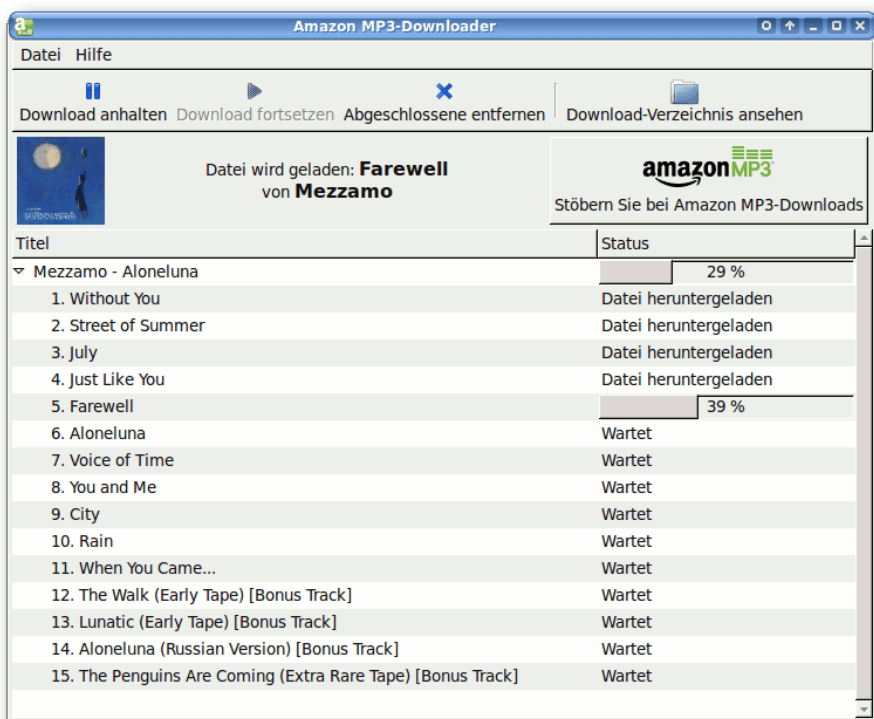 Amazon MP3-Downloader
Datei Hilfe
Download anhalten Download fortsetzen Abgeschlossene entfernen Download-Verzeichnis ansehen
Datei wird geladen: Farewell
von Mezzamo
amazonMP3
Stöbern Sie bei Amazon MP3-Downloads
Titel Status
Mezzamo - Aloneluna 29 %
1. Without You Datei heruntergeladen
2. Street of Summer Datei heruntergeladen
3. July Datei heruntergeladen
4. Just Like You Datei heruntergeladen
5. Farewell 39 %
6. Aloneluna Wartet
7. Voice of Time Wartet
8. You and Me Wartet
9. City Wartet
10. Rain Wartet
11. When You Came... Wartet
12. The Walk (Early Tape) [Bonus Track] Wartet
13. Lunatic (Early Tape) [Bonus Track] Wartet
14. Aloneluna (Russian Version) [Bonus Track] Wartet
15. The Penguins Are Coming (Extra Rare Tape) [Bonus Track] Wartet